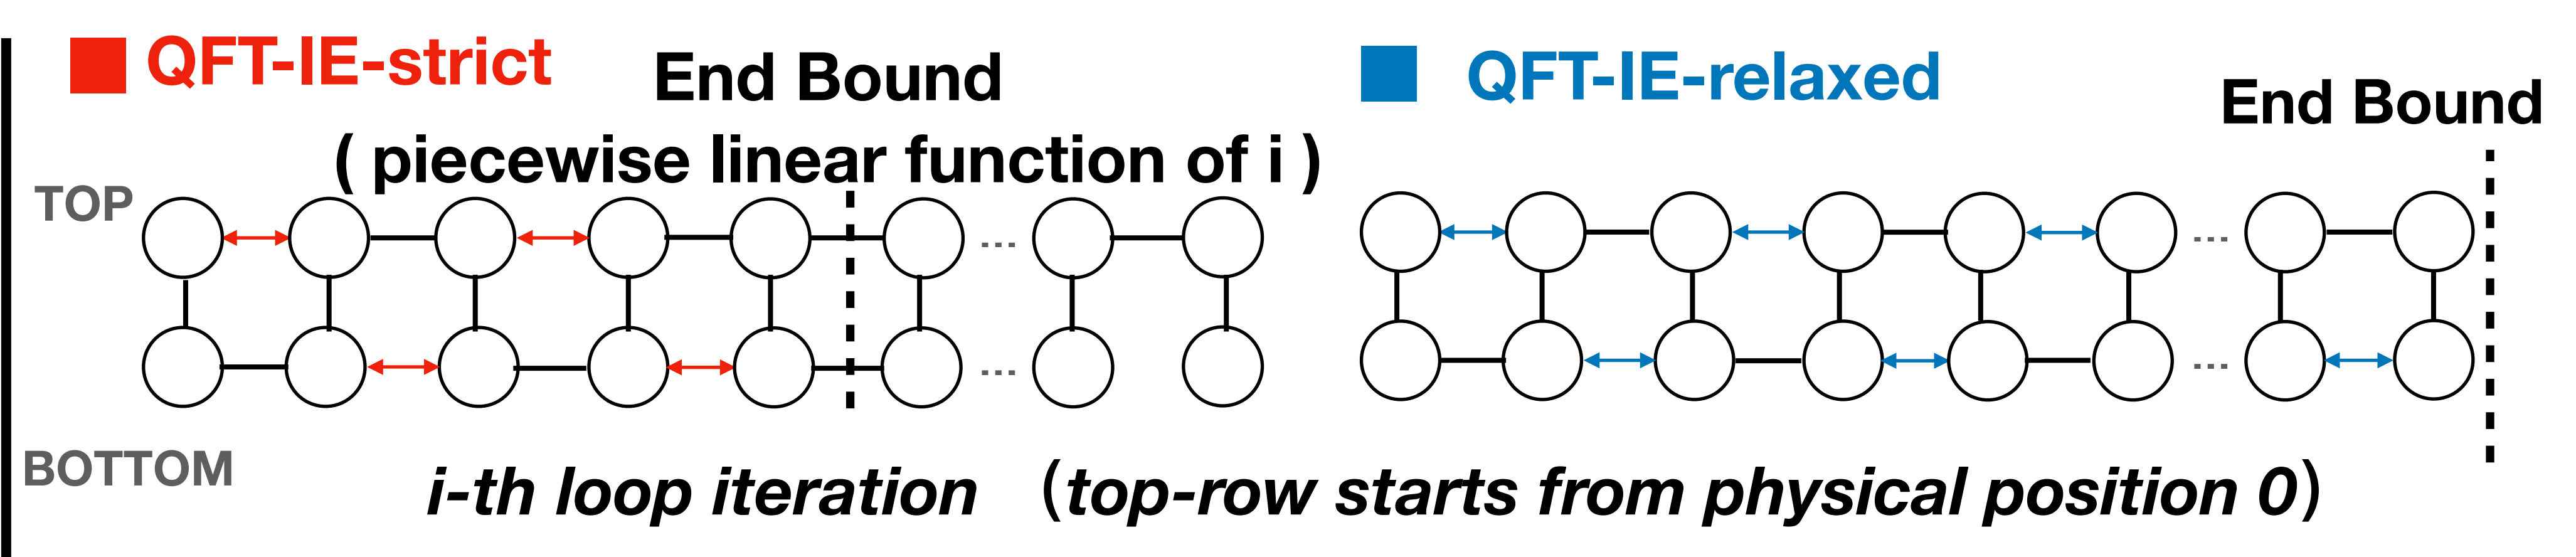 QFT-IE-strict
End Bound
( piecewise linear function of i )
TOP
...
...
BOTTOM
QFT-IE-relaxed
End Bound
...
...
i-th loop iteration (top-row starts from physical position 0)